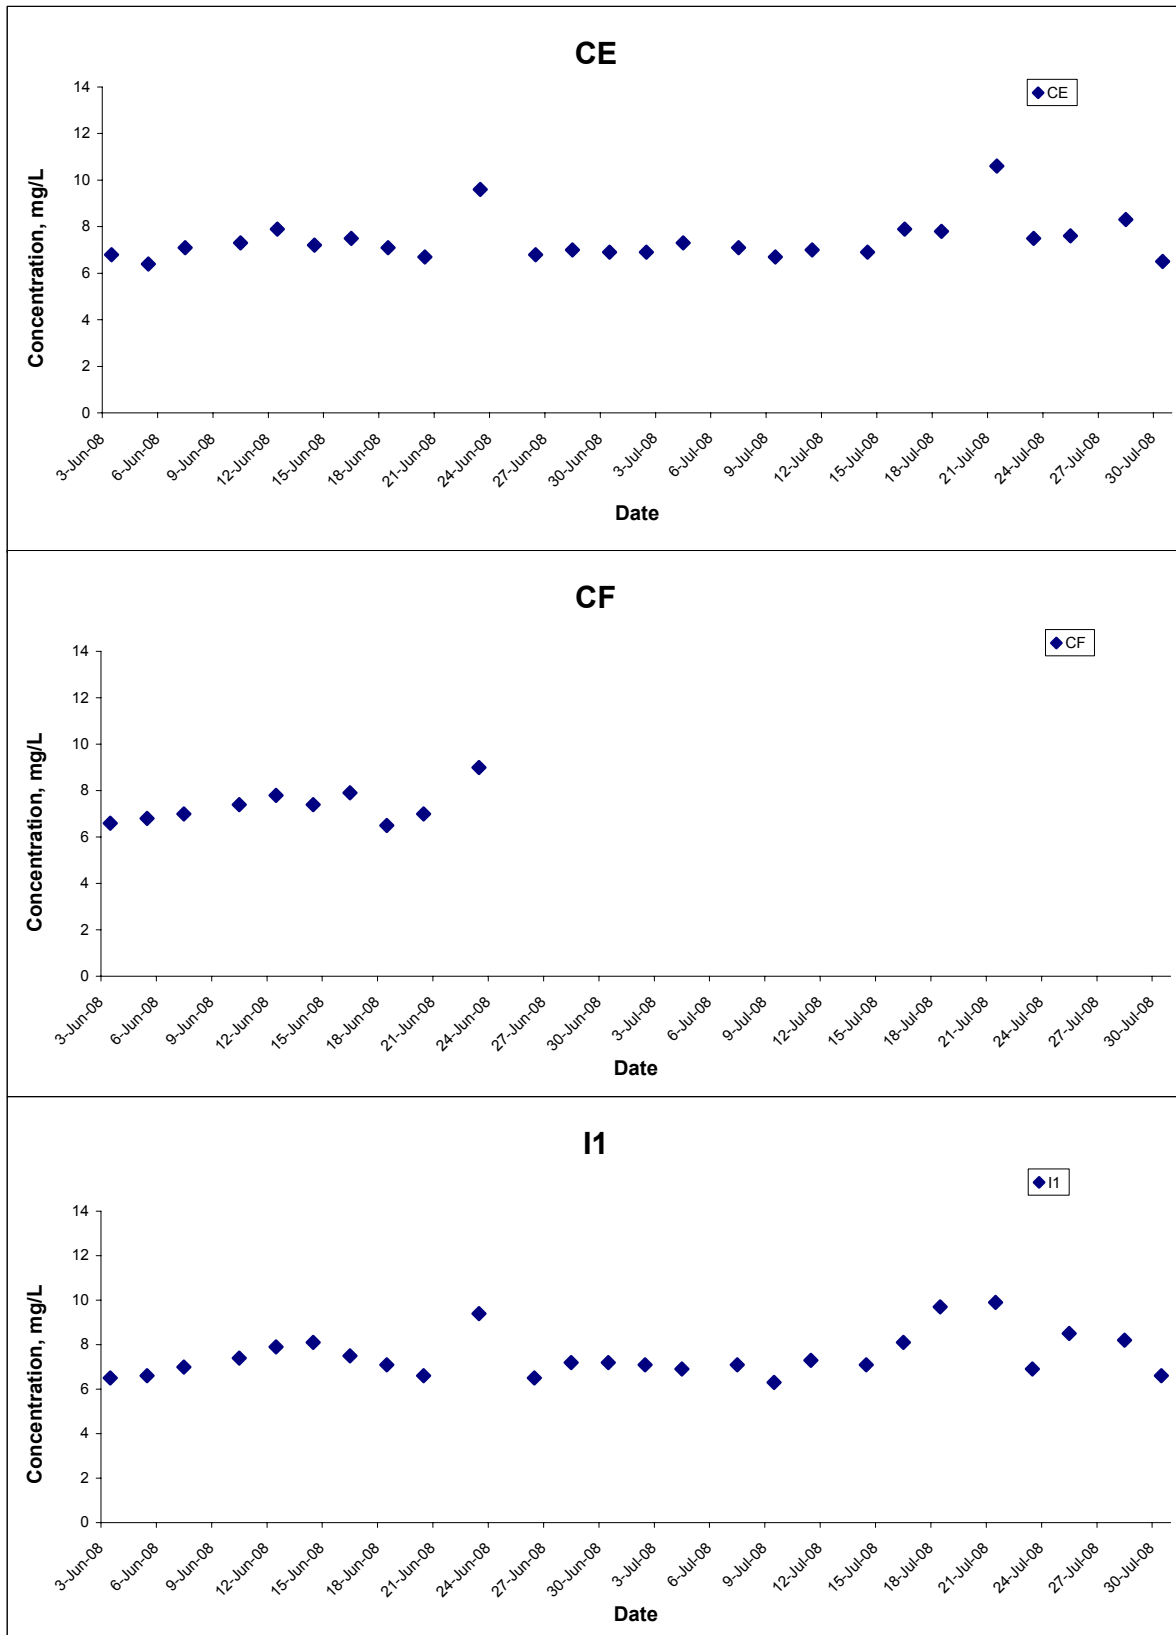 CE
CE
14
12
10
8
6
4
2
0
Concentration, mg/L
3-Jun-08 6-Jun-08 9-Jun-08 12-Jun-08 15-Jun-08 18-Jun-08 21-Jun-08 24-Jun-08 27-Jun-08 30-Jun-08 3-Jul-08 6-Jul-08 9-Jul-08 12-Jul-08 15-Jul-08 18-Jul-08 21-Jul-08 24-Jul-08 27-Jul-08 30-Jul-08
Date
CF
CF
14
12
10
8
6
4
2
0
Concentration, mg/L
3-Jun-08 6-Jun-08 9-Jun-08 12-Jun-08 15-Jun-08 18-Jun-08 21-Jun-08 24-Jun-08 27-Jun-08 30-Jun-08 3-Jul-08 6-Jul-08 9-Jul-08 12-Jul-08 15-Jul-08 18-Jul-08 21-Jul-08 24-Jul-08 27-Jul-08 30-Jul-08
Date
I1
I1
14
12
10
8
6
4
2
0
Concentration, mg/L
3-Jun-08 6-Jun-08 9-Jun-08 12-Jun-08 15-Jun-08 18-Jun-08 21-Jun-08 24-Jun-08 27-Jun-08 30-Jun-08 3-Jul-08 6-Jul-08 9-Jul-08 12-Jul-08 15-Jul-08 18-Jul-08 21-Jul-08 24-Jul-08 27-Jul-08 30-Jul-08
Date